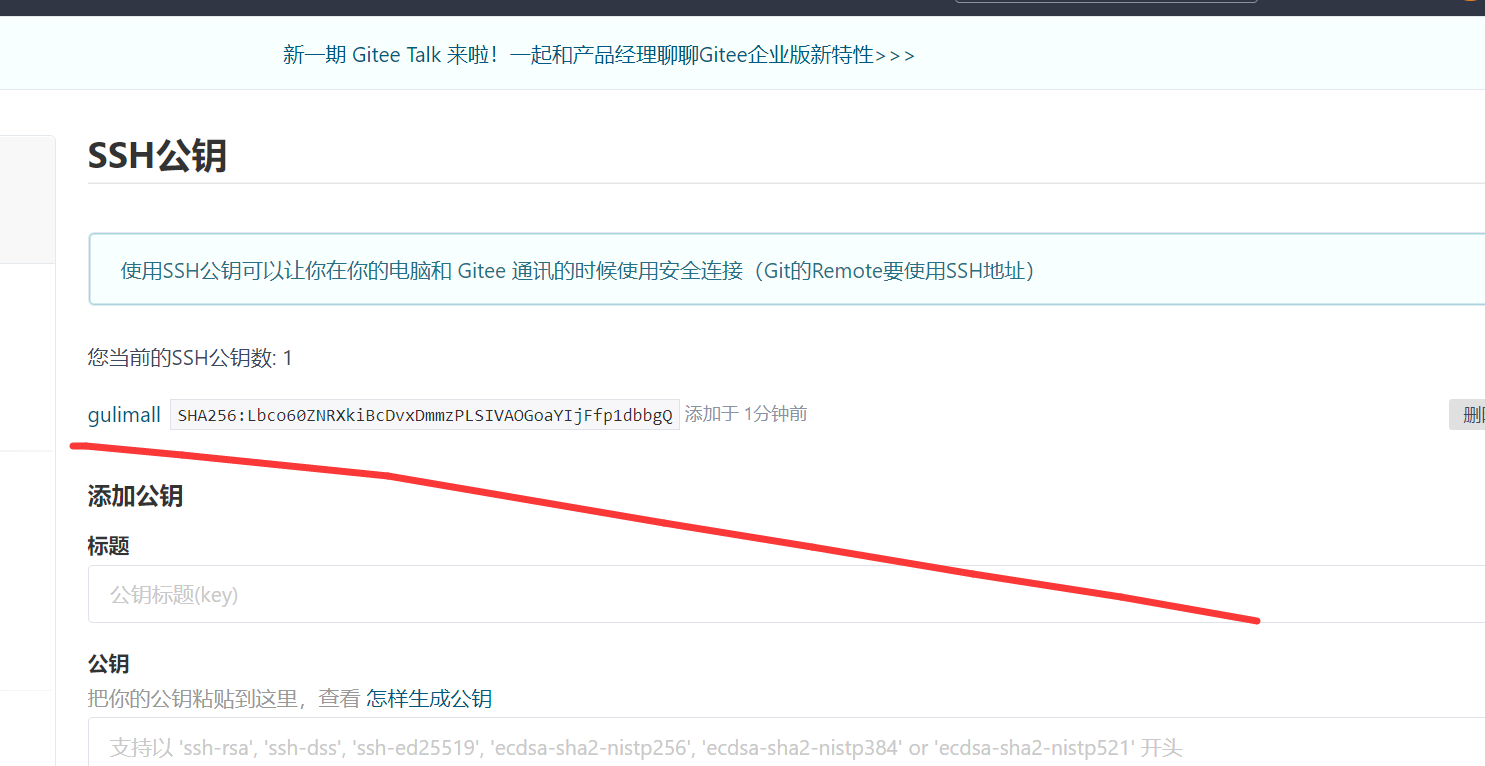 新一期 Gitee Talk 来啦！一起和产品经理聊聊Gitee企业版新特性>>>
SSH公钥
使用SSH公钥可以让你在你的电脑和 Gitee 通讯的时候使用安全连接（Git的Remote要使用SSH地址）
您当前的SSH公钥数: 1
gulimall SHA256:Lbco60ZNRXkiBcDvxDmmzPLSIVAOGoaYIjFfp1dbbgQ 添加于 1分钟前
删
添加公钥
标题
公钥标题(key)
公钥
把你的公钥粘贴到这里，查看 怎样生成公钥
支持以 'ssh-rsa', 'ssh-dss', 'ssh-ed25519', 'ecdsa-sha2-nistp256', 'ecdsa-sha2-nistp384' or 'ecdsa-sha2-nistp521' 开头